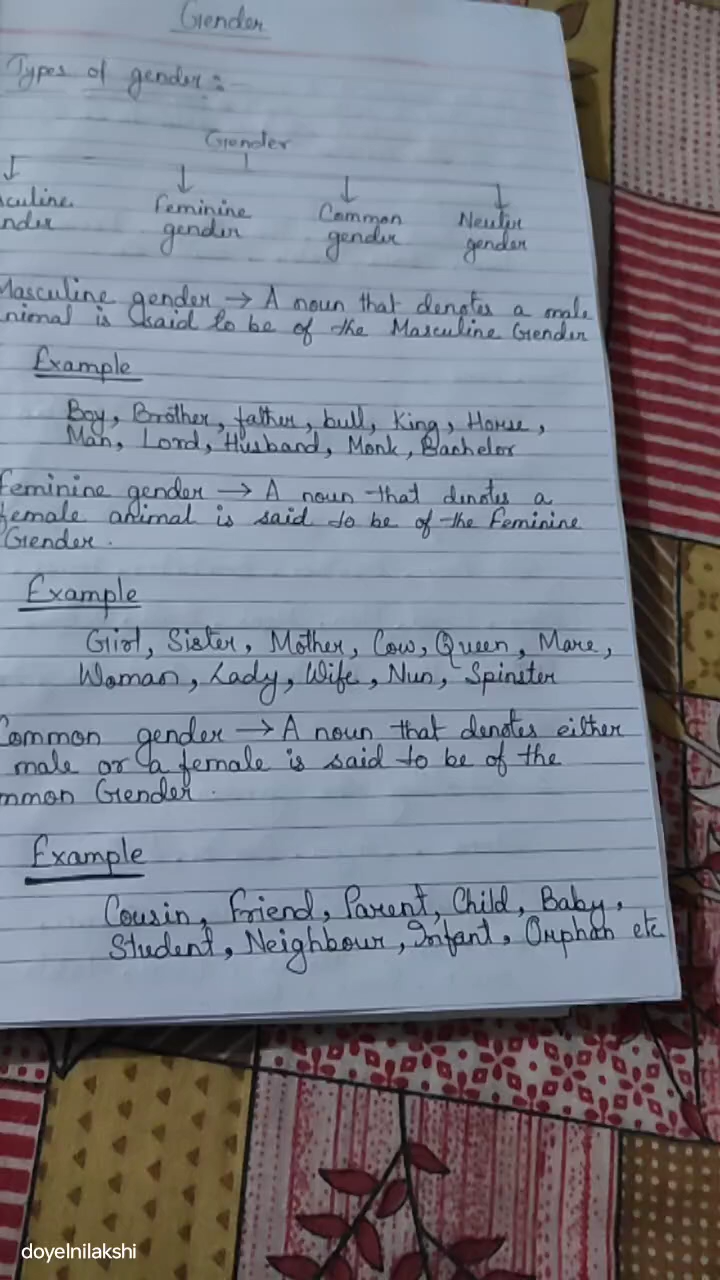 Gender
Types of gender :-
Gender
culine Feminine Common Neuter
nder gender gender gender
Masculine gender → A noun that denotes a male
nimal is said to be of the Masculine Gender
Example
Boy, Brother, father, bull, King, Horse,
Man, Lord, Husband, Monk, Bachelor
Feminine gender → A noun that denotes a
female animal is said to be of the Feminine
Gender.
Example
Girl, Sister, Mother, Cow, Queen, Mare,
Woman, Lady, Wife, Nun, Spinster
Common gender → A noun that denotes either
male or a female is said to be of the
mmon Gender.
Example
Cousin, Friend, Parent, Child, Baby,
Student, Neighbour, Infant, Orphan etc
doyelnilakshi